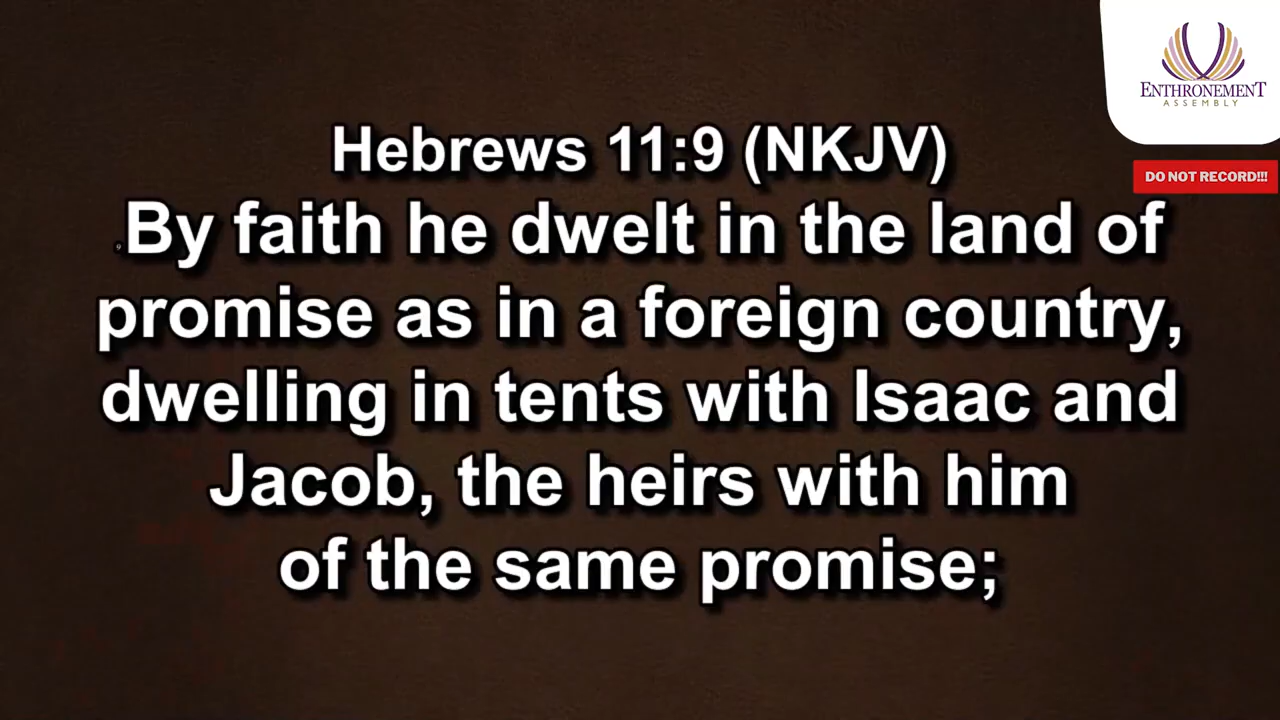 ENTHRONEMENT
ASSEMBLY
DO NOT RECORD!!!
Hebrews 11:9 (NKJV)
9 By faith he dwelt in the land of
promise as in a foreign country,
dwelling in tents with Isaac and
Jacob, the heirs with him
of the same promise;